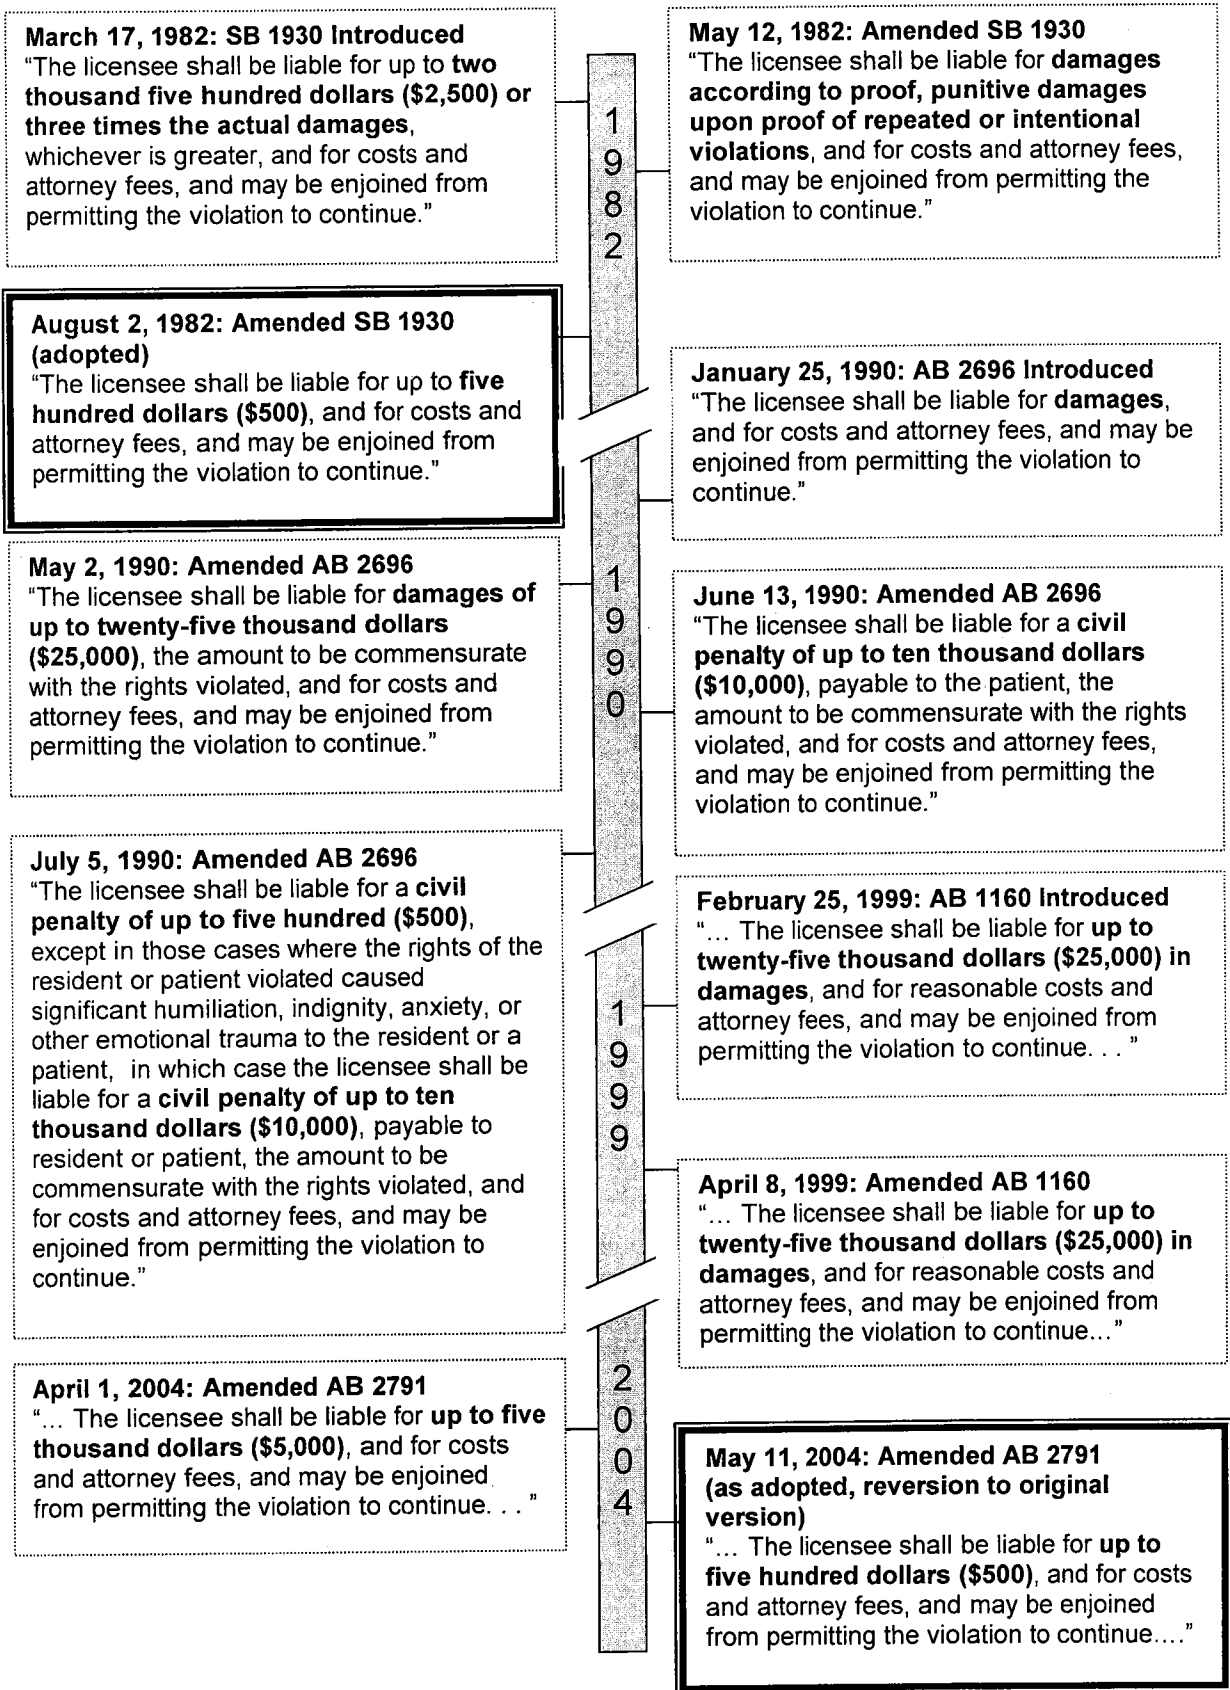 March 17, 1982: SB 1930 Introduced
“The licensee shall be liable for up to two
thousand five hundred dollars ($2,500) or
three times the actual damages,
whichever is greater, and for costs and
attorney fees, and may be enjoined from
permitting the violation to continue.”
May 12, 1982: Amended SB 1930
“The licensee shall be liable for damages
according to proof, punitive damages
upon proof of repeated or intentional
violations, and for costs and attorney fees,
and may be enjoined from permitting the
violation to continue.”
1
9
8
2
August 2, 1982: Amended SB 1930
(adopted)
“The licensee shall be liable for up to five
hundred dollars ($500), and for costs and
attorney fees, and may be enjoined from
permitting the violation to continue.”
January 25, 1990: AB 2696 Introduced
“The licensee shall be liable for damages,
and for costs and attorney fees, and may be
enjoined from permitting the violation to
continue.”
May 2, 1990: Amended AB 2696
“The licensee shall be liable for damages of
up to twenty-five thousand dollars
($25,000), the amount to be commensurate
with the rights violated, and for costs and
attorney fees, and may be enjoined from
permitting the violation to continue.”
1
9
9
0
June 13, 1990: Amended AB 2696
“The licensee shall be liable for a civil
penalty of up to ten thousand dollars
($10,000), payable to the patient, the
amount to be commensurate with the rights
violated, and for costs and attorney fees,
and may be enjoined from permitting the
violation to continue.”
July 5, 1990: Amended AB 2696
“The licensee shall be liable for a civil
penalty of up to five hundred ($500),
except in those cases where the rights of the
resident or patient violated caused
significant humiliation, indignity, anxiety, or
other emotional trauma to the resident or a
patient, in which case the licensee shall be
liable for a civil penalty of up to ten
thousand dollars ($10,000), payable to
resident or patient, the amount to be
commensurate with the rights violated, and
for costs and attorney fees, and may be
enjoined from permitting the violation to
continue.”
February 25, 1999: AB 1160 Introduced
“... The licensee shall be liable for up to
twenty-five thousand dollars ($25,000) in
damages, and for reasonable costs and
attorney fees, and may be enjoined from
permitting the violation to continue. . . ”
1
9
9
9
April 8, 1999: Amended AB 1160
“... The licensee shall be liable for up to
twenty-five thousand dollars ($25,000) in
damages, and for reasonable costs and
attorney fees, and may be enjoined from
permitting the violation to continue...”
April 1, 2004: Amended AB 2791
“... The licensee shall be liable for up to five
thousand dollars ($5,000), and for costs
and attorney fees, and may be enjoined
from permitting the violation to continue. . . ”
2
0
0
4
May 11, 2004: Amended AB 2791
(as adopted, reversion to original
version)
“... The licensee shall be liable for up to
five hundred dollars ($500), and for costs
and attorney fees, and may be enjoined
from permitting the violation to continue....”